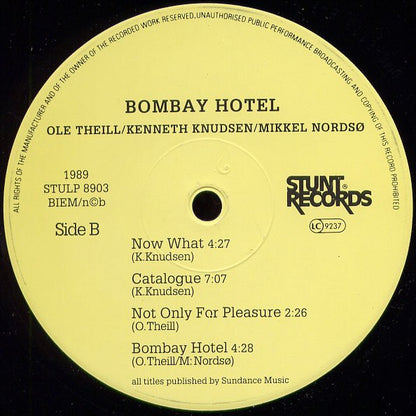 ALL RIGHTS OF THE MANUFACTURER AND OF THE OWNER OF THE RECORDED WORK RESERVED, UNAUTHORISED PUBLIC PERFORMANCE BROADCASTING AND COPYING OF THIS RECORD PROHIBITED
BOMBAY HOTEL
OLE THEILL/KENNETH KNUDSEN/MIKKEL NORDSØ
1989
STULP 8903
BIEM/n©b
Side B
STUNT®
RECORDS
LC 9237
Now What 4:27
(K.Knudsen)
Catalogue 7:07
(K.Knudsen)
Not Only For Pleasure 2:26
(O.Theill)
Bombay Hotel 4:28
(O.Theill/M: Nordsø)
all titles published by Sundance Music